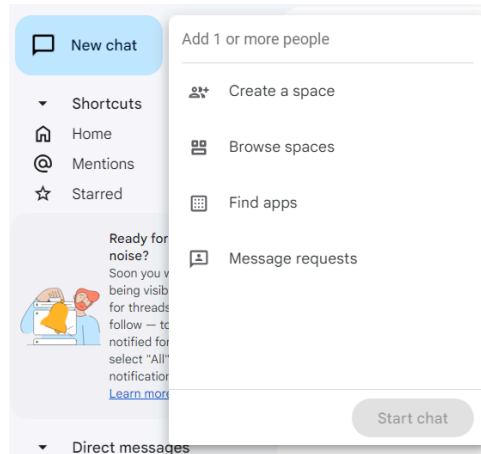 New chat
Shortcuts
Home
Mentions
Starred
Ready for
noise?
Soon you
being visib
for threads
follow — to
notified for
select "All"
notification
Learn more
Direct messages
Add 1 or more people
Create a space
Browse spaces
Find apps
Message requests
Start chat